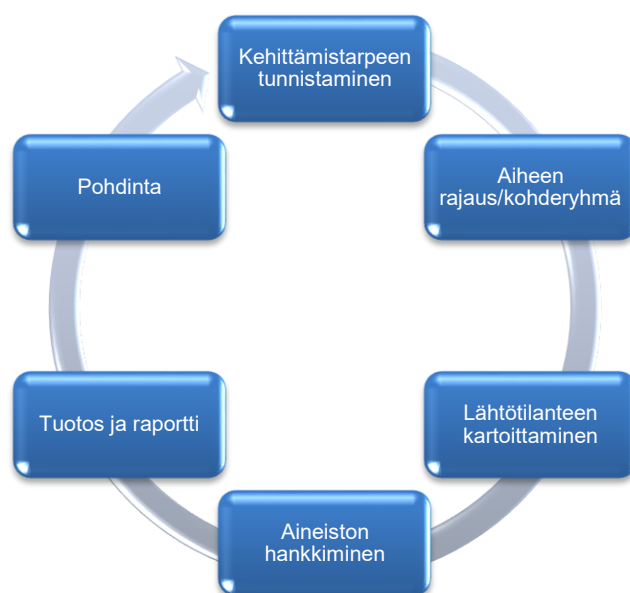 Kehittämistarpeen
tunnistaminen
Aiheen
rajaus/kohderyhmä
Lähtötilanteen
kartoittaminen
Aineiston
hankkiminen
Tuotos ja raportti
Pohdinta